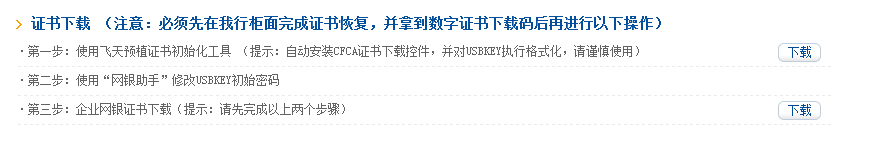 证书下载 （注意：必须先在我行柜面完成证书恢复，并拿到数字证书下载码后再进行以下操作）
·第一步：使用飞天预植证书初始化工具 （提示：自动安装CFCA证书下载控件，并对USBKEY执行格式化，请谨慎使用） 下载
·第二步：使用“网银助手”修改USBKEY初始密码
·第三步：企业网银证书下载（提示：请先完成以上两个步骤） 下载